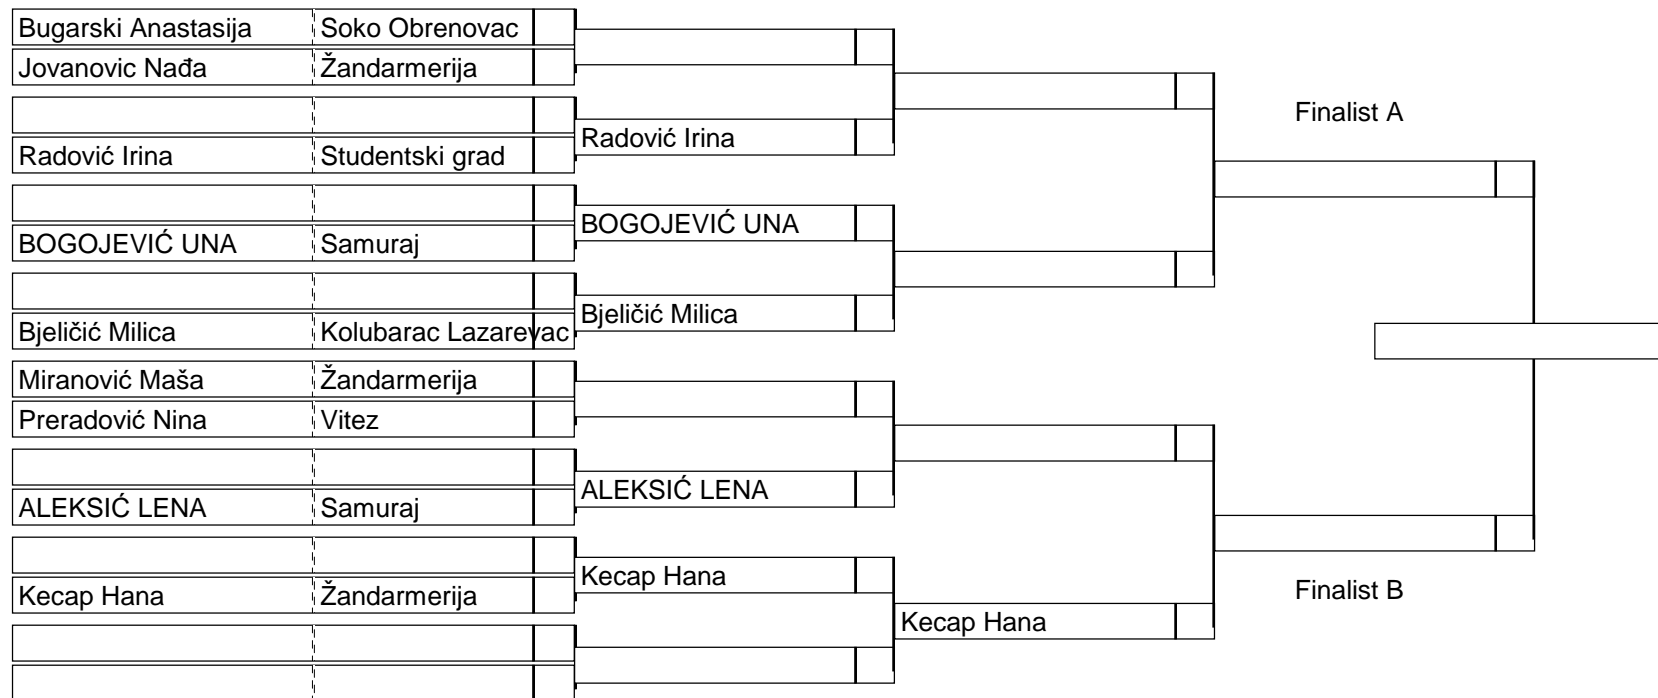 Bugarski Anastasija Soko Obrenovac
Jovanovic Nađa Žandarmerija
Radović Irina Studentski grad
BOGOJEVIĆ UNA Samuraj
Bjeličić Milica Kolubarac Lazarevac
Miranović Maša Žandarmerija
Preradović Nina Vitez
ALEKSIĆ LENA Samuraj
Kecap Hana Žandarmerija
Radović Irina
BOGOJEVIĆ UNA
Bjeličić Milica
ALEKSIĆ LENA
Kecap Hana
Kecap Hana
Finalist A
Finalist B